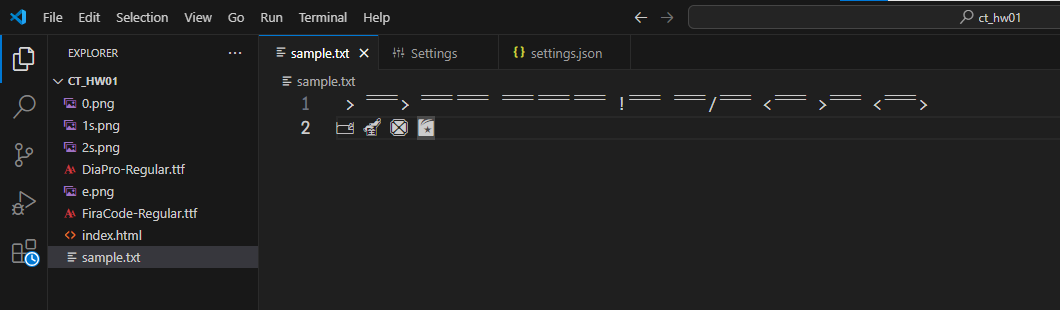 File Edit Selection View Go Run Terminal Help
ct_hw01
EXPLORER
sample.txt
Settings
{} settings.json
CT_HW01
sample.txt
0.png
1s.png
2s.png
DiaPro-Regular.ttf
e.png
FiraCode-Regular.ttf
<> index.html
sample.txt
1
2